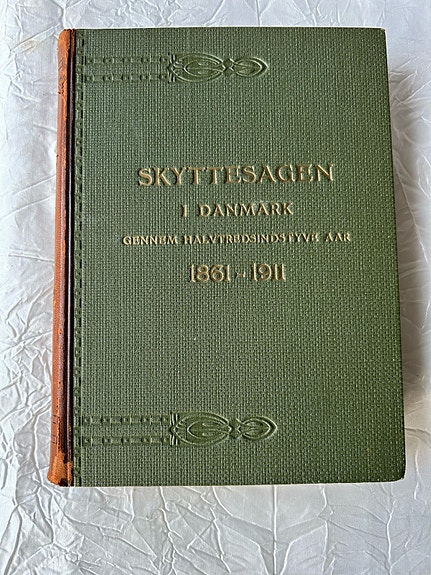 SKYTTESAGEN
I DANMARK
GENNEM HALVTREDSINDSTYVE AAR
1861-1911